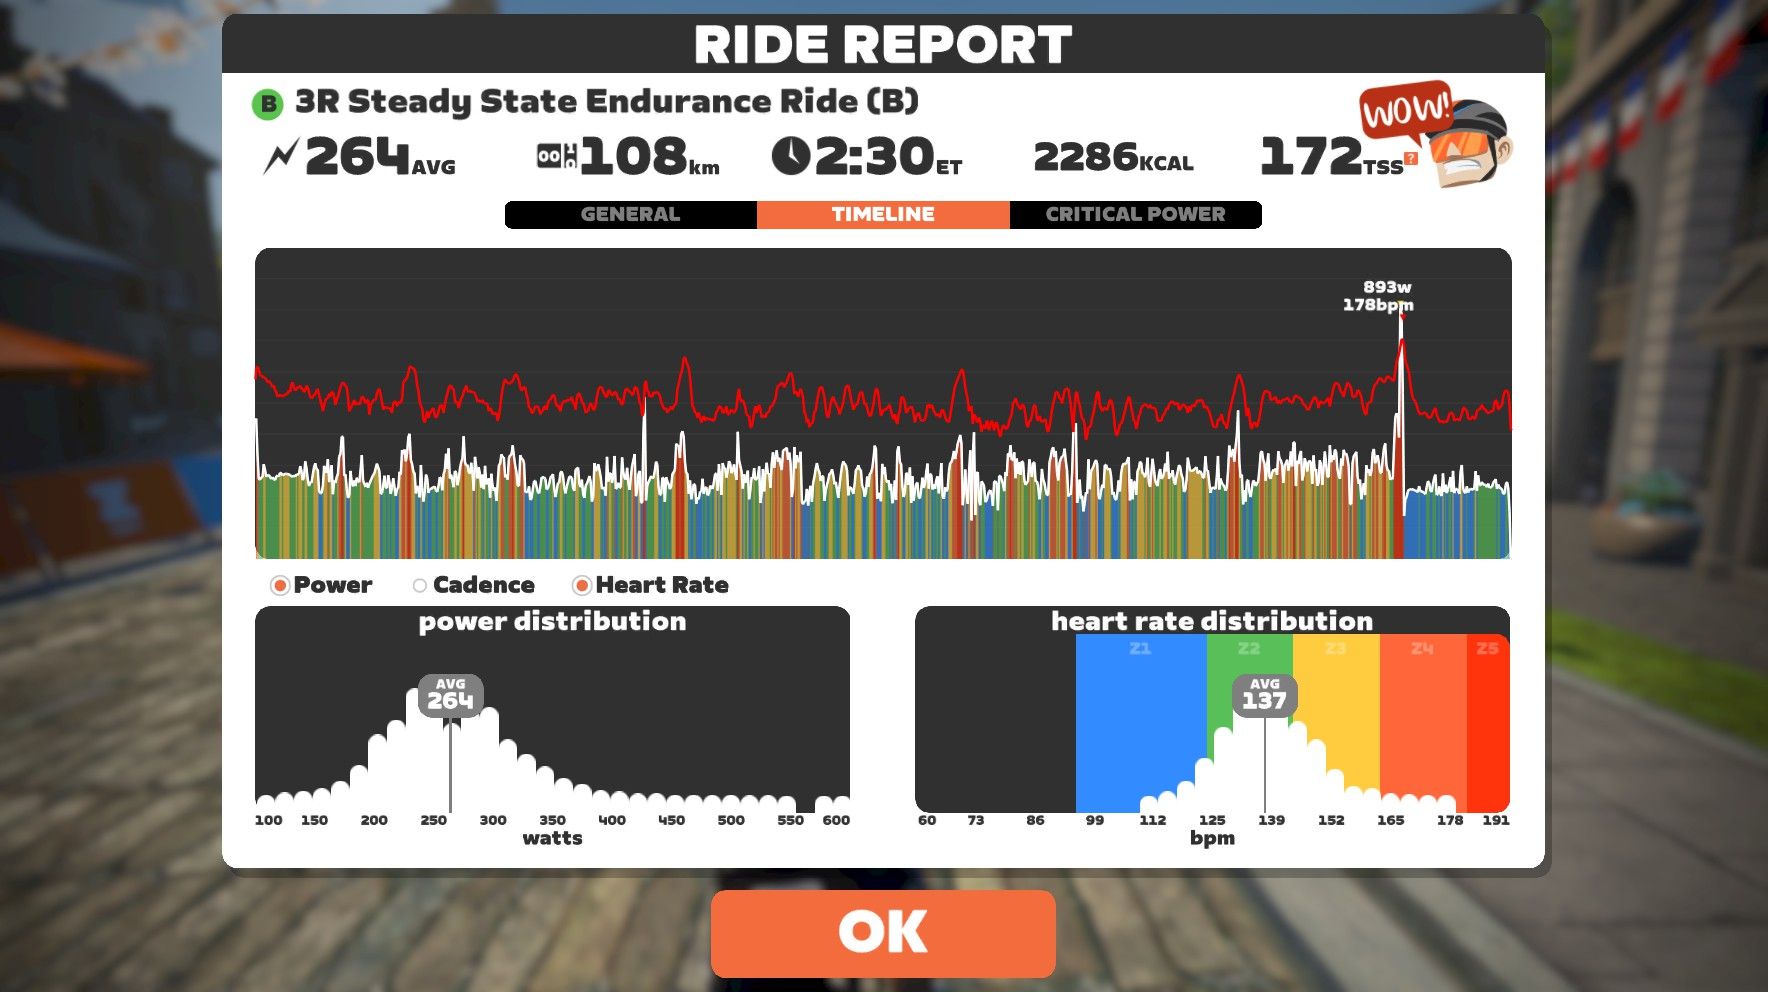 RIDE REPORT
B 3R Steady State Endurance Ride (B)
264AVG 108km 2:30ET 2286KCAL 172TSS?
WOW!
GENERAL TIMELINE CRITICAL POWER
893w
178bpm
Power Cadence Heart Rate
power distribution
AVG
264
100 150 200 250 300 350 400 450 500 550 600
watts
heart rate distribution
Z1 Z2 Z3 Z4 Z5
AVG
137
60 73 86 99 112 125 139 152 165 178 191
bpm
OK